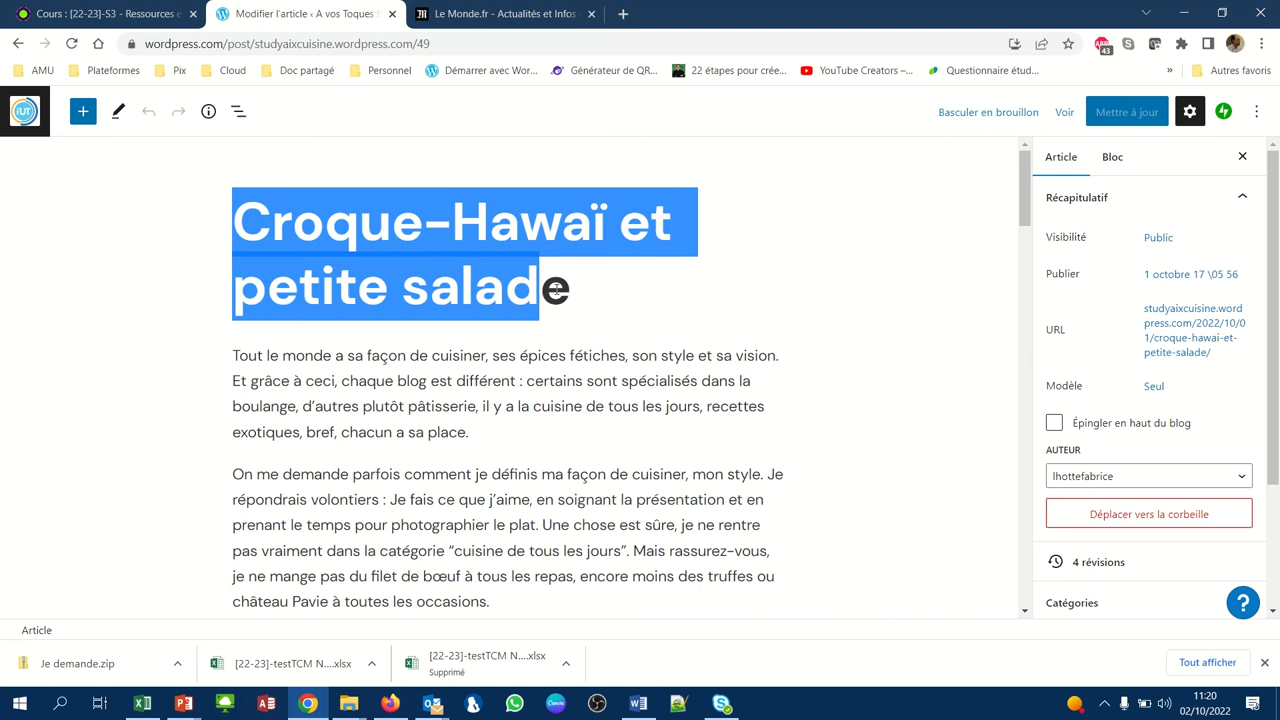 Cours : [22-23]-S3 - Ressources e
Modifier l'article ‹ A vos Toques
Le Monde.fr - Actualités et Infos
wordpress.com/post/studyaixcuisine.wordpress.com/49
43
AMU
Plateformes
Pix
Cloud
Doc partagé
Personnel
Démarrer avec Wor...
Générateur de QR...
22 étapes pour crée...
YouTube Creators –...
Questionnaire étud...
»
Autres favoris
iUT
Basculer en brouillon
Voir
Mettre à jour
Croque-Hawaï et
petite salade
Tout le monde a sa façon de cuisiner, ses épices fétiches, son style et sa vision.
Et grâce à ceci, chaque blog est différent : certains sont spécialisés dans la
boulange, d'autres plutôt pâtisserie, il y a la cuisine de tous les jours, recettes
exotiques, bref, chacun a sa place.
On me demande parfois comment je définis ma façon de cuisiner, mon style. Je
répondrais volontiers : Je fais ce que j'aime, en soignant la présentation et en
prenant le temps pour photographier le plat. Une chose est sûre, je ne rentre
pas vraiment dans la catégorie “cuisine de tous les jours”. Mais rassurez-vous,
je ne mange pas du filet de bœuf à tous les repas, encore moins des truffes ou
château Pavie à toutes les occasions.
Article
Bloc
Récapitulatif
Visibilité
Public
Publier
1 octobre 17 \05 56
URL
studyaixcuisine.word
press.com/2022/10/0
1/croque-hawai-et-
petite-salade/
Modèle
Seul
Épingler en haut du blog
AUTEUR
lhottefabrice
Déplacer vers la corbeille
4 révisions
Catégories
Article
Je demande.zip
[22-23]-testTCM N....xlsx
[22-23]-testTCM N....xlsx
Supprimé
Tout afficher
11:20
02/10/2022